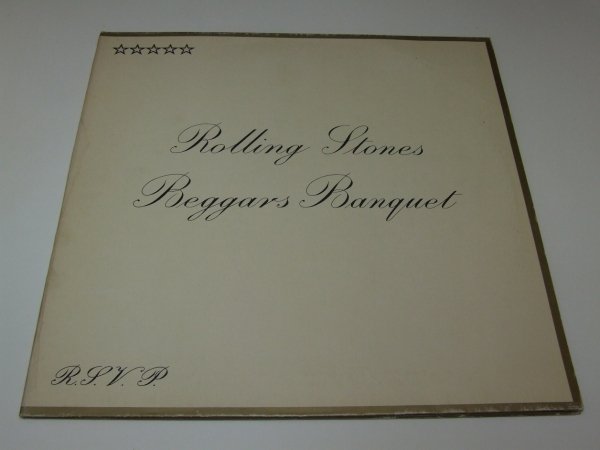 ☆☆☆☆☆
Rolling Stones
Beggars Banquet
R.S.V.P.